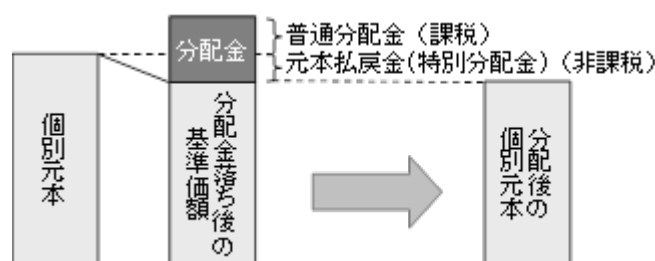 分配金
普通分配金（課税）
元本払戻金(特別分配金)（非課税）
個別元本
分配金落ち後の
基準価額
分配後の
個別元本